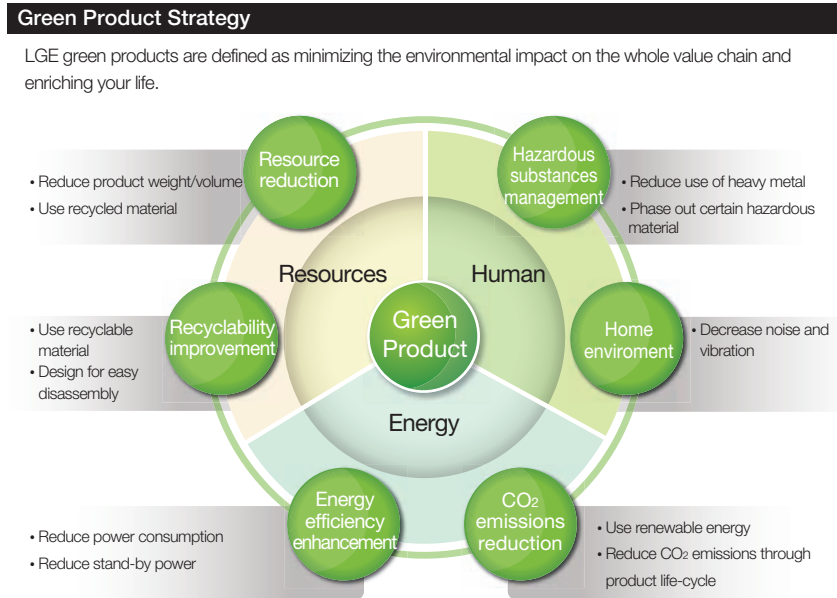 Green Product Strategy
LGE green products are defined as minimizing the environmental impact on the whole value chain and
enriching your life.
Resource
reduction
• Reduce product weight/volume
• Use recycled material
Hazardous
substances
management
• Reduce use of heavy metal
• Phase out certain hazardous
material
Resources
Human
Green
Product
Recyclability
improvement
• Use recyclable
material
• Design for easy
disassembly
Home
enviroment
• Decrease noise and
vibration
Energy
Energy
efficiency
enhancement
• Reduce power consumption
• Reduce stand-by power
CO2
emissions
reduction
• Use renewable energy
• Reduce CO2 emissions through
product life-cycle